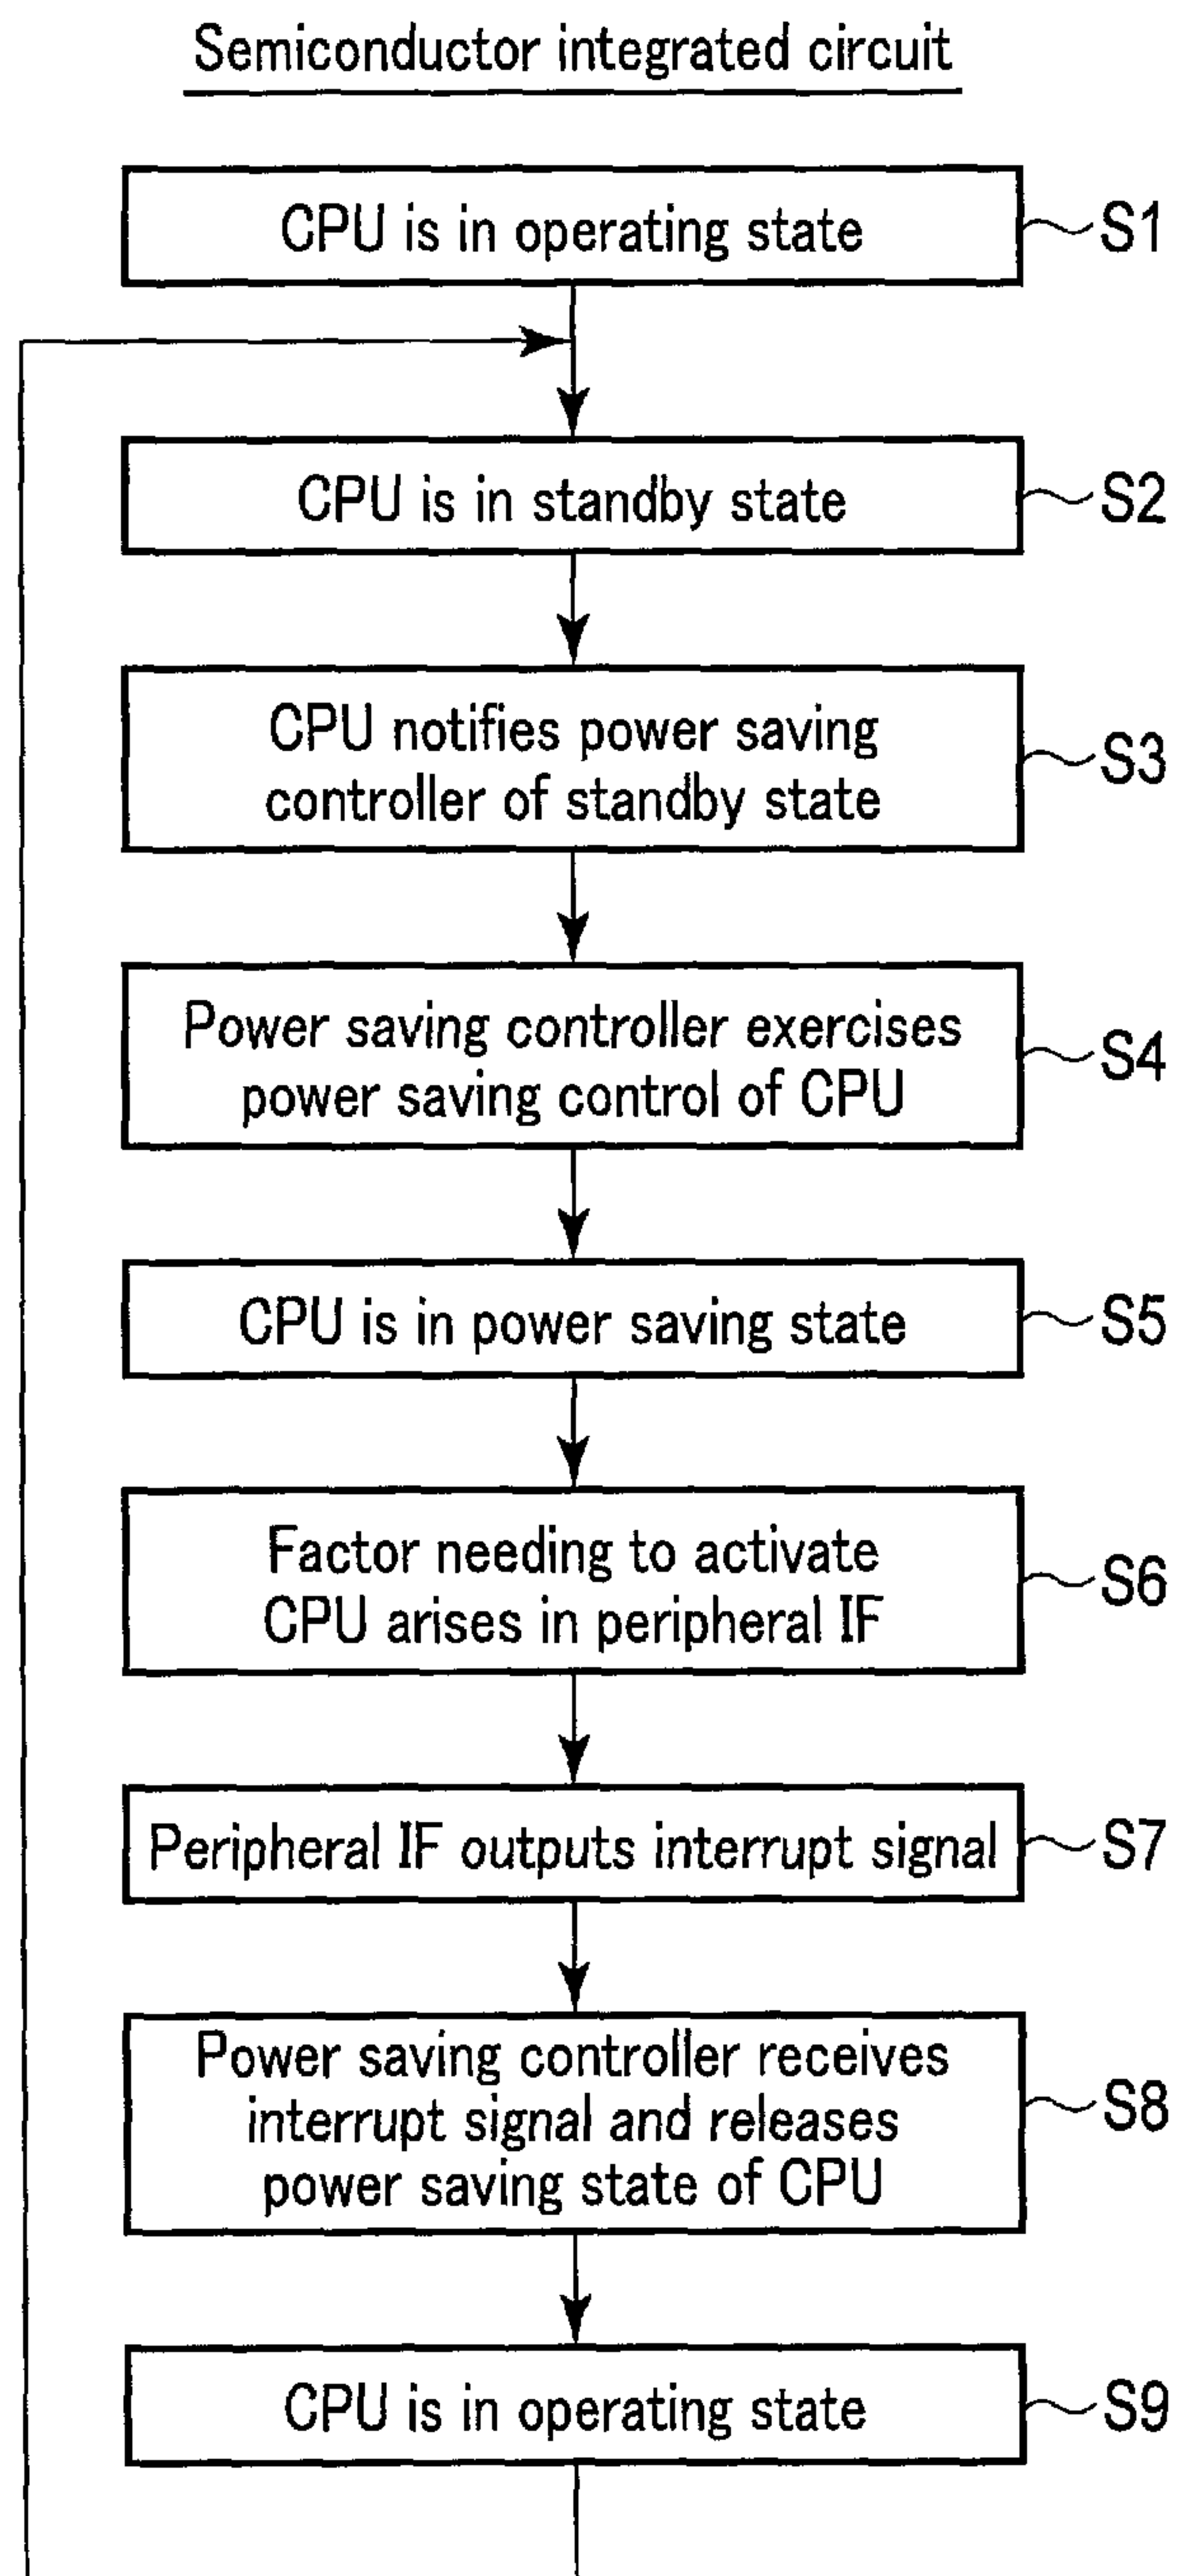 Semiconductor integrated circuit
CPU is in operating state
S1
CPU is in standby state
S2
CPU notifies power saving
controller of standby state
S3
Power saving controller exercises
power saving control of CPU
S4
CPU is in power saving state
S5
Factor needing to activate
CPU arises in peripheral IF
S6
Peripheral IF outputs interrupt signal
S7
Power saving controller receives
interrupt signal and releases
power saving state of CPU
S8
CPU is in operating state
S9